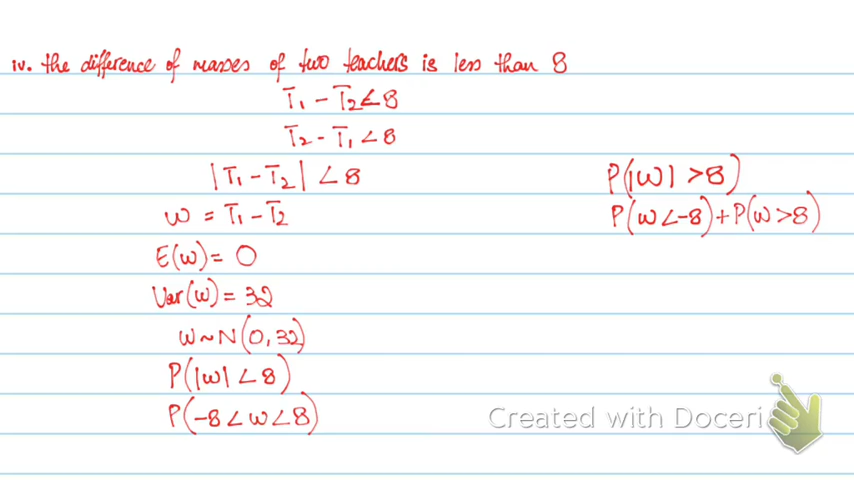 iv. the difference of masses of two teachers is less than 8
T₁ - T₂ < 8
T₂ - T₁ < 8
|T₁ - T₂| < 8
W = T₁ - T₂
E(W) = 0
Var(W) = 32
W ~ N(0, 32)
P(|W| < 8)
P(-8 < W < 8)
P(|W| > 8)
P(W < -8) + P(W > 8)
Created with Doceri